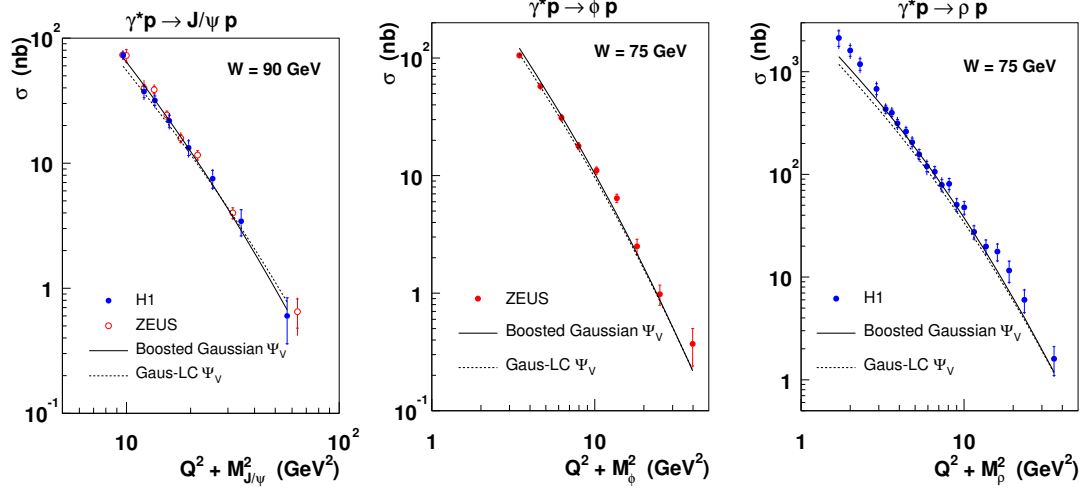 γ*p → J/ψ p
σ (nb)
W = 90 GeV
10²
10
1
10⁻¹
H1
ZEUS
Boosted Gaussian Ψ_V
Gaus-LC Ψ_V
10
10²
Q² + M²_J/ψ (GeV²)
γ*p → ϕ p
σ (nb)
W = 75 GeV
10²
10
1
10⁻¹
ZEUS
Boosted Gaussian Ψ_V
Gaus-LC Ψ_V
1
10
Q² + M²_ϕ (GeV²)
γ*p → ρ p
σ (nb)
W = 75 GeV
10³
10²
10
1
H1
Boosted Gaussian Ψ_V
Gaus-LC Ψ_V
1
10
Q² + M²_ρ (GeV²)